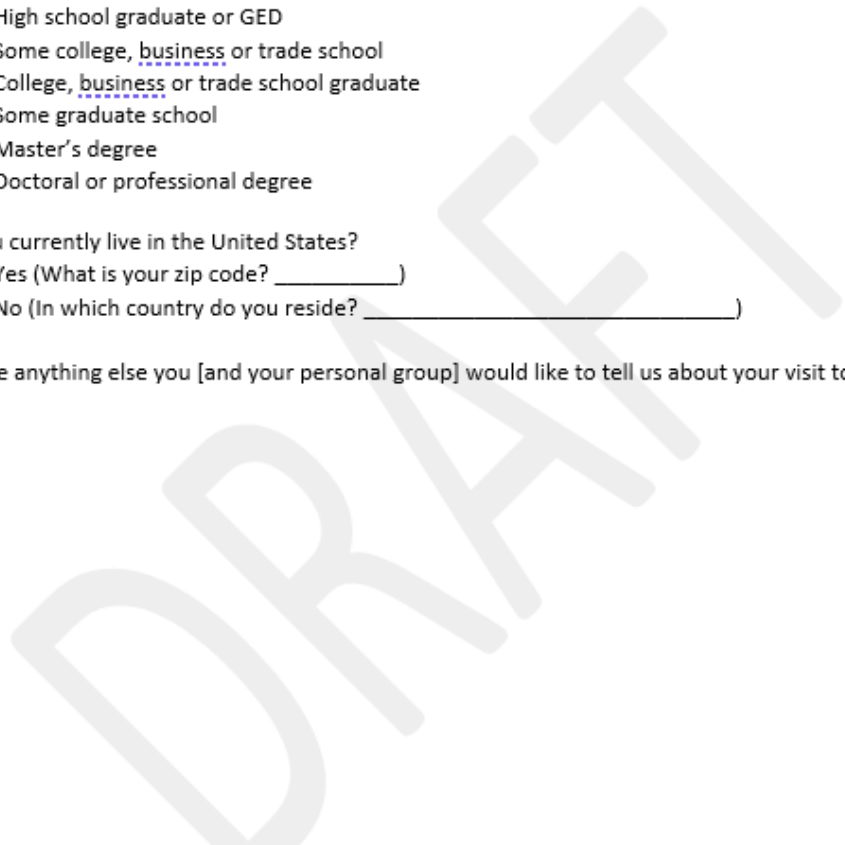 High school graduate or GED
Some college, business or trade school
College, business or trade school graduate
Some graduate school
Master's degree
Doctoral or professional degree
currently live in the United States?
Yes (What is your zip code? __________)
No (In which country do you reside? ______________________________)
anything else you [and your personal group] would like to tell us about your visit to
DRAFT